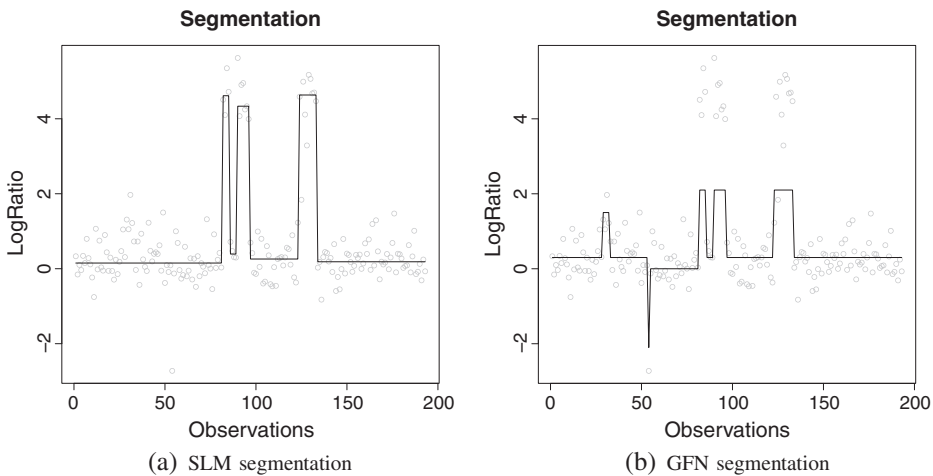 Segmentation
LogRatio
4
2
0
−2
0
50
100
150
200
Observations
(a) SLM segmentation
Segmentation
LogRatio
4
2
0
−2
0
50
100
150
200
Observations
(b) GFN segmentation